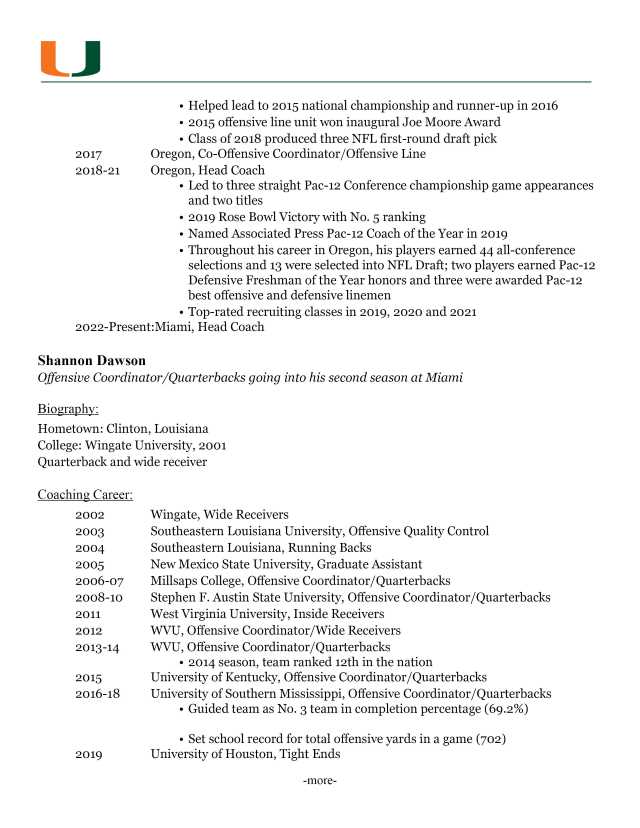 • Helped lead to 2015 national championship and runner-up in 2016
• 2015 offensive line unit won inaugural Joe Moore Award
• Class of 2018 produced three NFL first-round draft pick
2017 Oregon, Co-Offensive Coordinator/Offensive Line
2018-21 Oregon, Head Coach
• Led to three straight Pac-12 Conference championship game appearances
and two titles
• 2019 Rose Bowl Victory with No. 5 ranking
• Named Associated Press Pac-12 Coach of the Year in 2019
• Throughout his career in Oregon, his players earned 44 all-conference
selections and 13 were selected into NFL Draft; two players earned Pac-12
Defensive Freshman of the Year honors and three were awarded Pac-12
best offensive and defensive linemen
• Top-rated recruiting classes in 2019, 2020 and 2021
2022-Present:Miami, Head Coach
Shannon Dawson
Offensive Coordinator/Quarterbacks going into his second season at Miami
Biography:
Hometown: Clinton, Louisiana
College: Wingate University, 2001
Quarterback and wide receiver
Coaching Career:
2002 Wingate, Wide Receivers
2003 Southeastern Louisiana University, Offensive Quality Control
2004 Southeastern Louisiana, Running Backs
2005 New Mexico State University, Graduate Assistant
2006-07 Millsaps College, Offensive Coordinator/Quarterbacks
2008-10 Stephen F. Austin State University, Offensive Coordinator/Quarterbacks
2011 West Virginia University, Inside Receivers
2012 WVU, Offensive Coordinator/Wide Receivers
2013-14 WVU, Offensive Coordinator/Quarterbacks
• 2014 season, team ranked 12th in the nation
2015 University of Kentucky, Offensive Coordinator/Quarterbacks
2016-18 University of Southern Mississippi, Offensive Coordinator/Quarterbacks
• Guided team as No. 3 team in completion percentage (69.2%)
• Set school record for total offensive yards in a game (702)
2019 University of Houston, Tight Ends
-more-